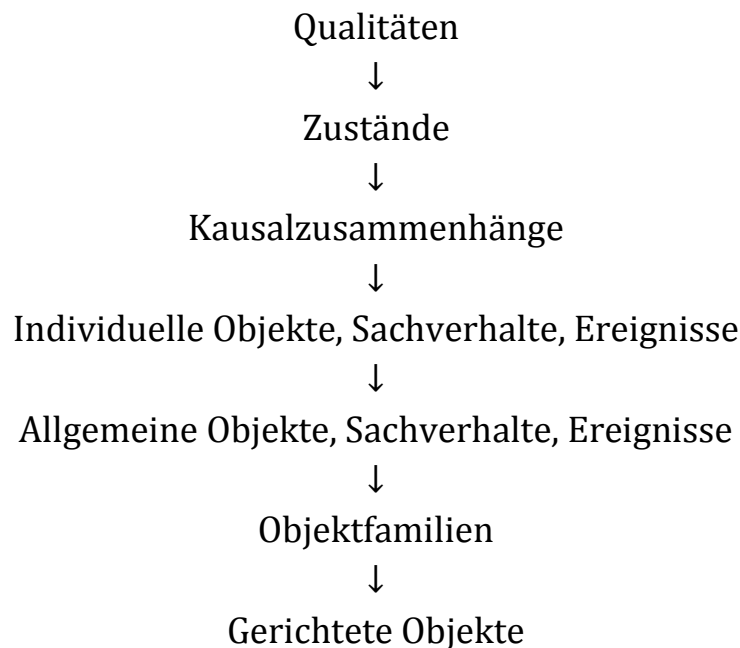 Qualitäten
↓
Zustände
↓
Kausalzusammenhänge
↓
Individuelle Objekte, Sachverhalte, Ereignisse
↓
Allgemeine Objekte, Sachverhalte, Ereignisse
↓
Objektfamilien
↓
Gerichtete Objekte